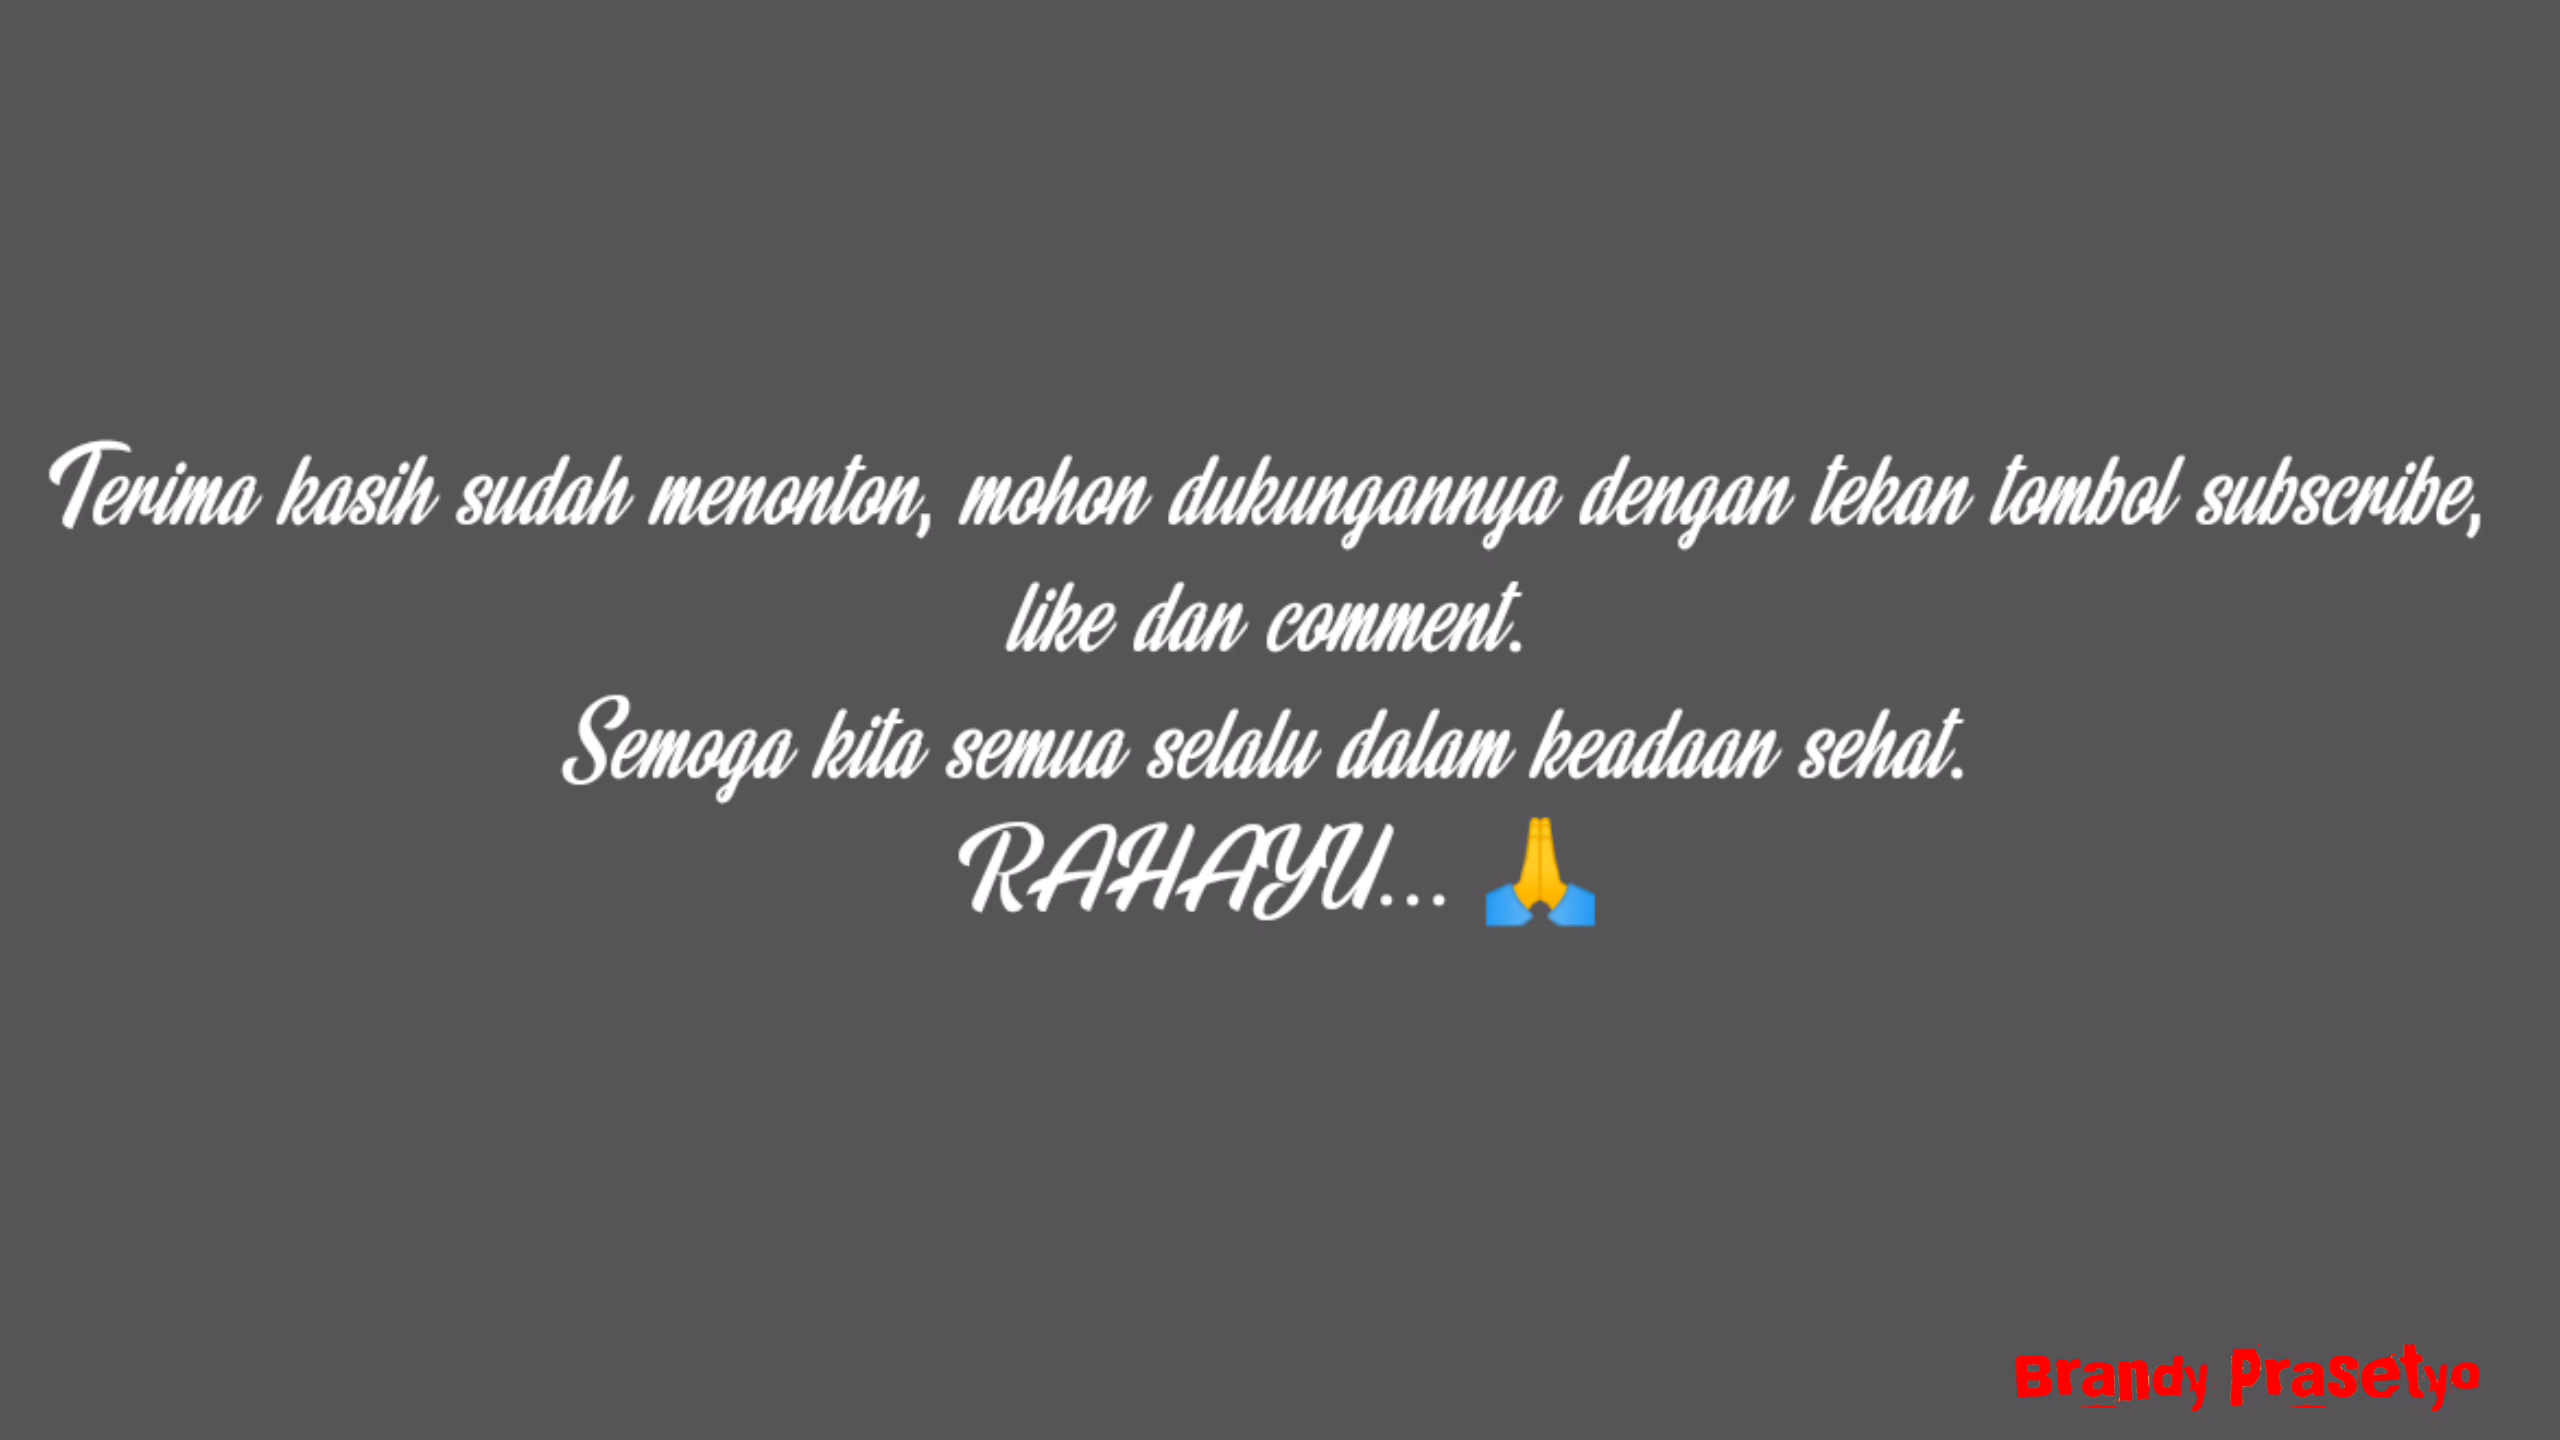 Terima kasih sudah menonton, mohon dukungannya dengan tekan tombol subscribe,
like dan comment.
Semoga kita semua selalu dalam keadaan sehat.
RAHAYU... 🙏
Brandy Prasetyo